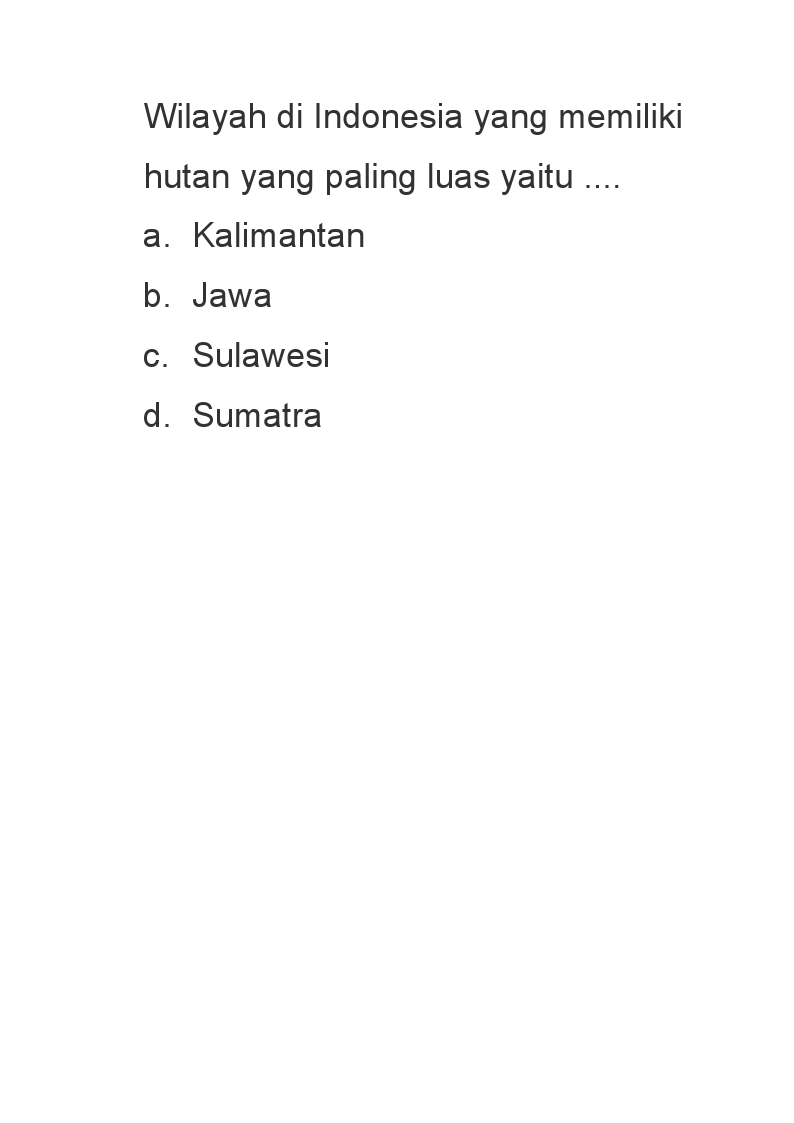 Wilayah di Indonesia yang memiliki
hutan yang paling luas yaitu ....
a. Kalimantan
b. Jawa
c. Sulawesi
d. Sumatra